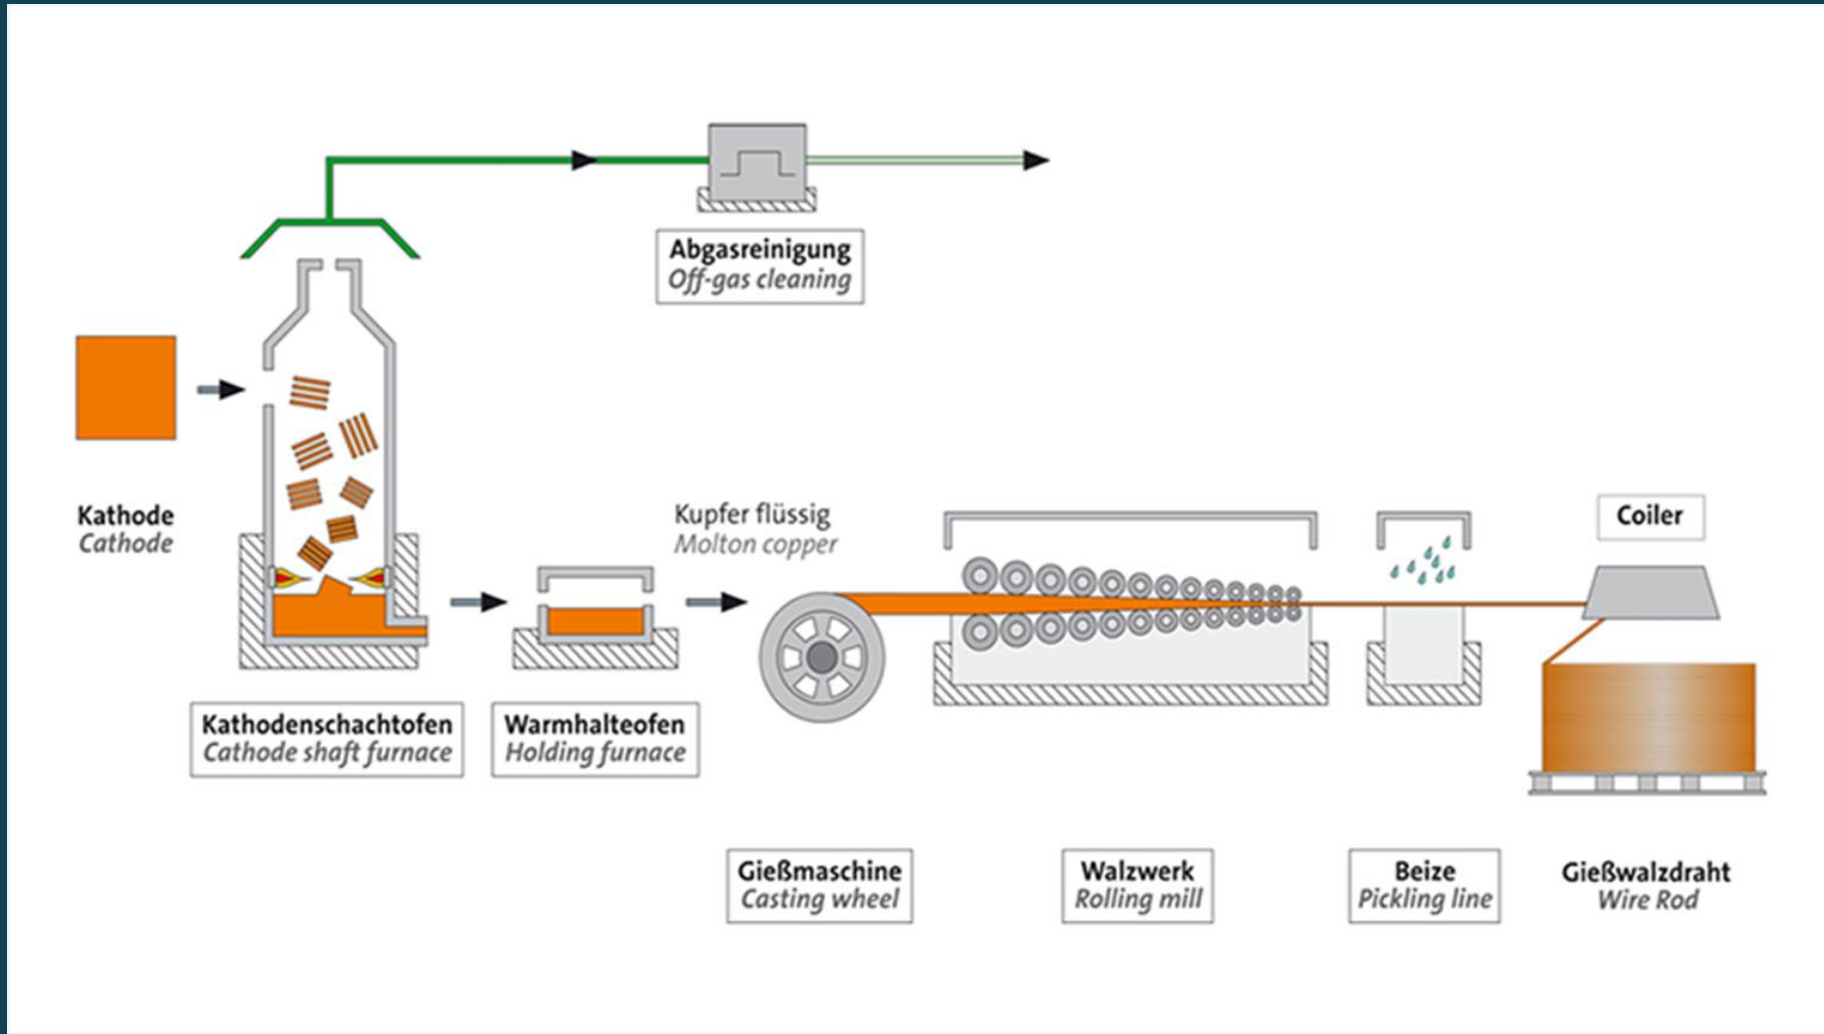 Abgasreinigung
Off-gas cleaning
Kathode
Cathode
Kupfer flüssig
Molton copper
Coiler
Kathodenschachtofen
Cathode shaft furnace
Warmhalteofen
Holding furnace
Gießmaschine
Casting wheel
Walzwerk
Rolling mill
Beize
Pickling line
Gießwalzdraht
Wire Rod